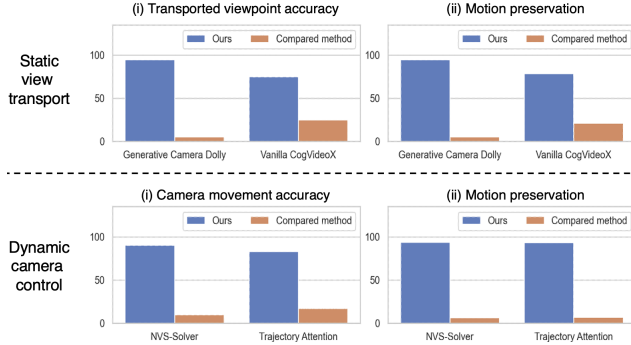 (i) Transported viewpoint accuracy
(ii) Motion preservation
Static
view
transport
Ours
Compared method
100
50
0
Generative Camera Dolly
Vanilla CogVideoX
Ours
Compared method
100
50
0
Generative Camera Dolly
Vanilla CogVideoX
(i) Camera movement accuracy
(ii) Motion preservation
Dynamic
camera
control
Ours
Compared method
100
50
0
NVS-Solver
Trajectory Attention
Ours
Compared method
100
50
0
NVS-Solver
Trajectory Attention